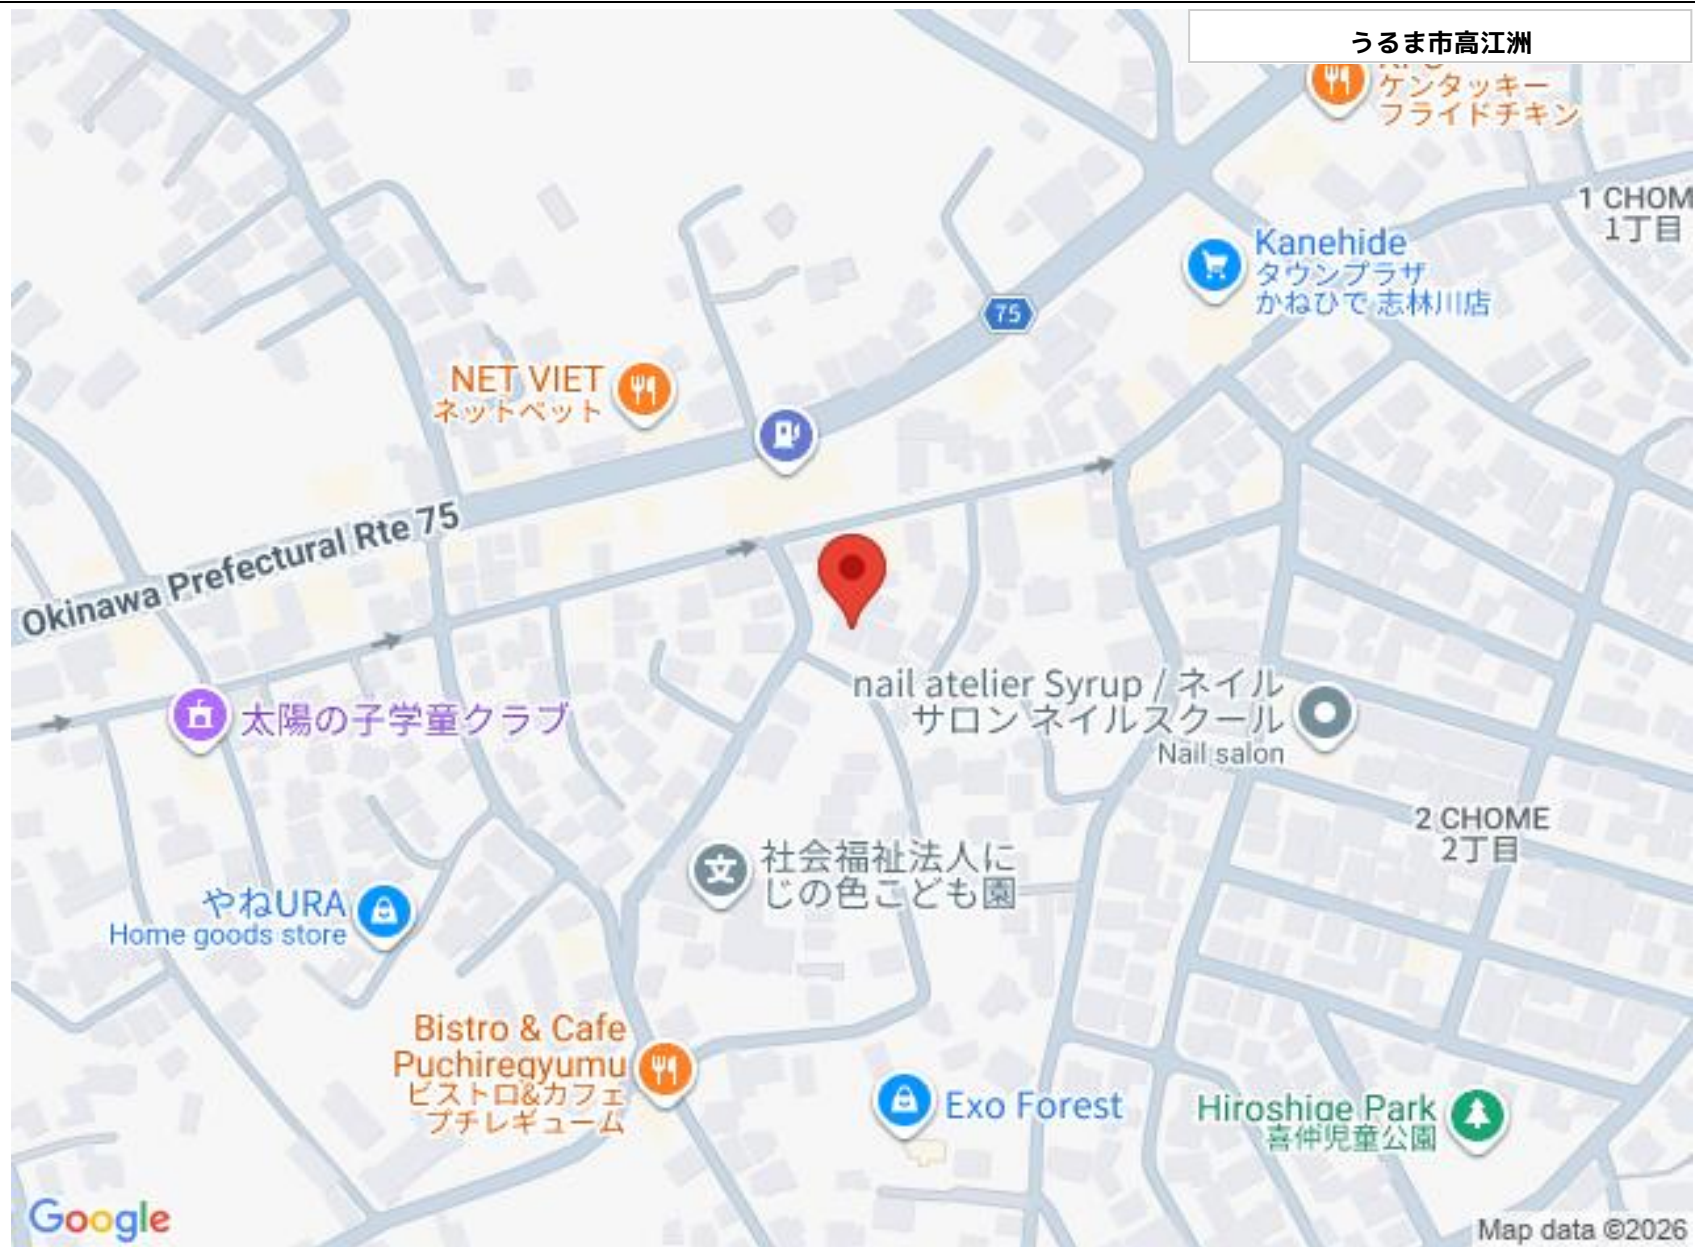 うるま市高江洲
ケンタッキー
フライドチキン
1丁目
Kanehide
タウンプラザ
かねひで 志林川店
75
NET VIET
ネットベット
Okinawa Prefectural Rte 75
nail atelier Syrup / ネイル
サロン ネイルスクール
Nail salon
太陽の子学童クラブ
2 CHOME
2丁目
社会福祉法人に
じの色こども園
やねURA
Home goods store
Bistro & Cafe
Puchiregyumu
ビストロ&カフェ
プチレギューム
Exo Forest
Hiroshige Park
喜仲児童公園
Google
Map data ©2026